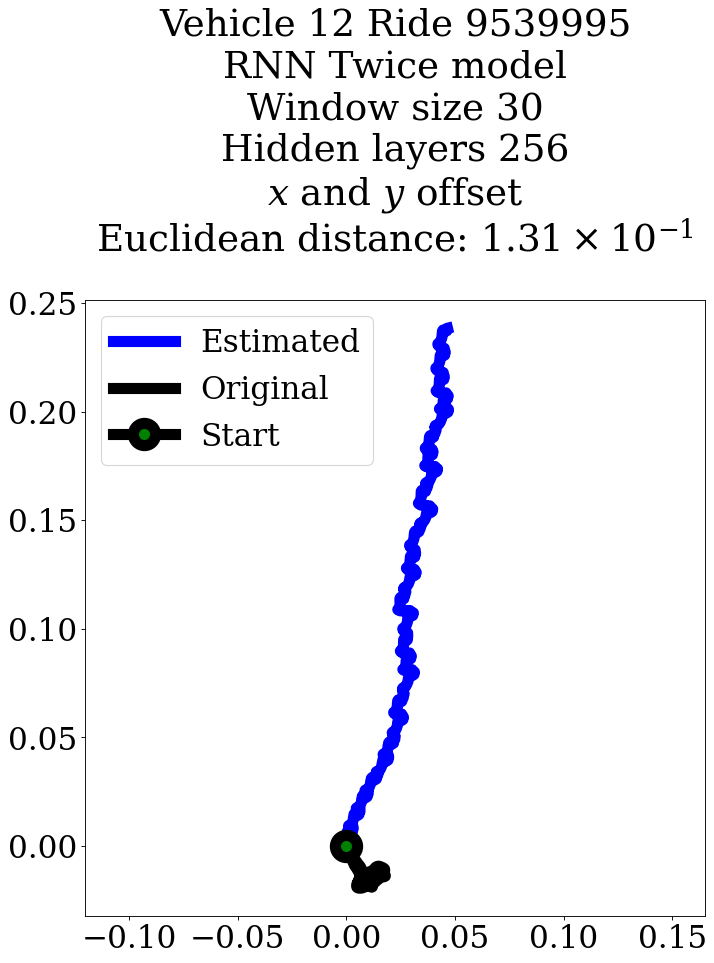 Vehicle 12 Ride 9539995
RNN Twice model
Window size 30
Hidden layers 256
x and y offset
Euclidean distance: 1.31 × 10⁻¹
0.25
Estimated
Original
0.20
Start
0.15
0.10
0.05
0.00
−0.10 −0.05 0.00 0.05 0.10 0.15